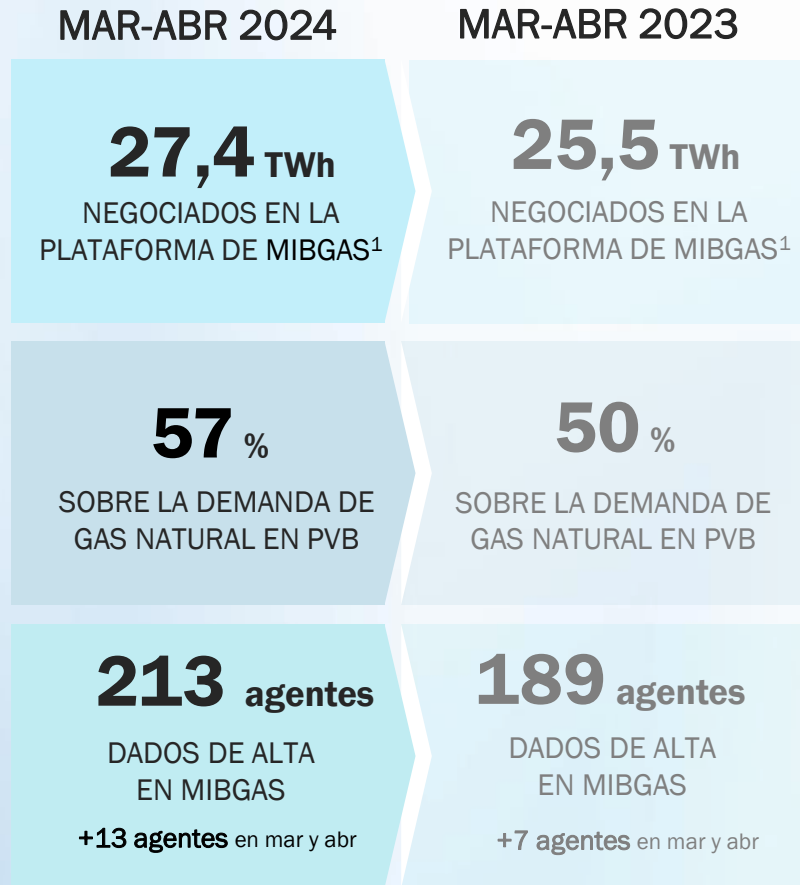 MAR-ABR 2024
MAR-ABR 2023
27,4 TWh
NEGOCIADOS EN LA
PLATAFORMA DE MIBGAS¹
25,5 TWh
NEGOCIADOS EN LA
PLATAFORMA DE MIBGAS¹
57 %
SOBRE LA DEMANDA DE
GAS NATURAL EN PVB
50 %
SOBRE LA DEMANDA DE
GAS NATURAL EN PVB
213 agentes
DADOS DE ALTA
EN MIBGAS
+13 agentes en mar y abr
189 agentes
DADOS DE ALTA
EN MIBGAS
+7 agentes en mar y abr